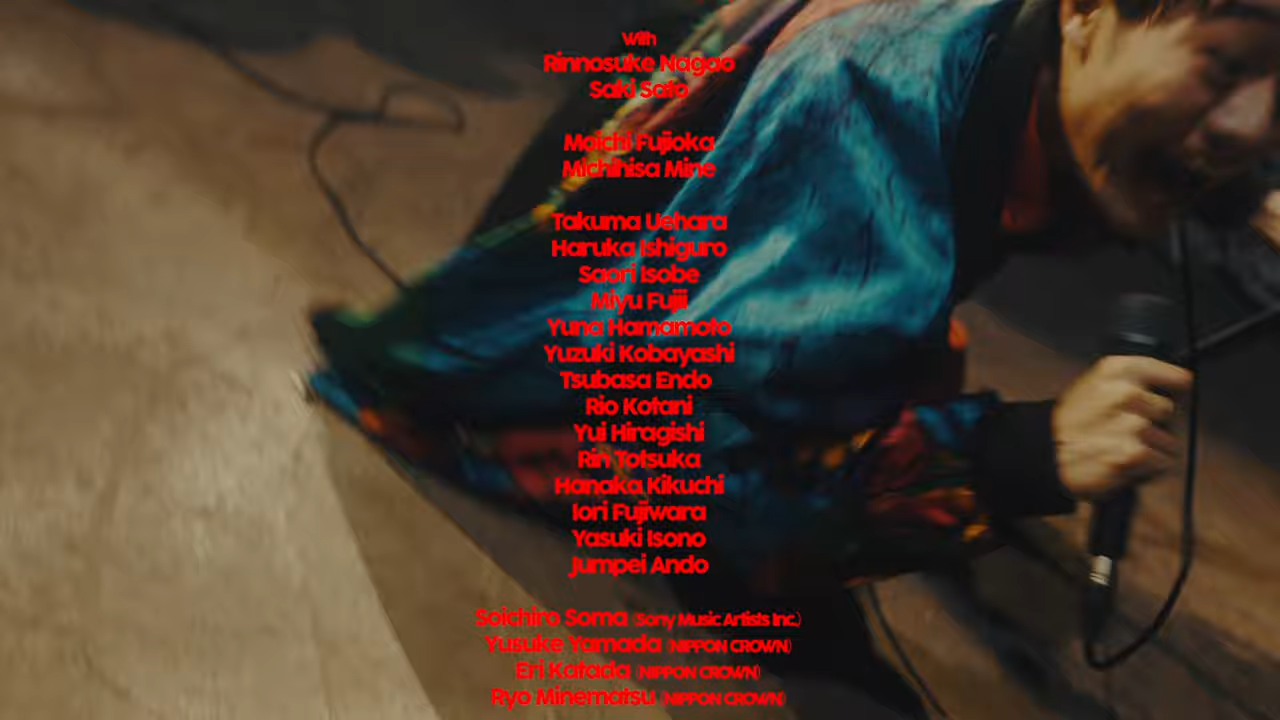 With
Rinnosuke Nagao
Saki Sato
Moichi Fujioka
Michihisa Mine
Takuma Uehara
Haruka Ishiguro
Saori Isobe
Miyu Fujii
Yuna Hamamoto
Yuzuki Kobayashi
Tsubasa Endo
Rio Kotani
Yui Hiragishi
Rin Totsuka
Hanaka Kikuchi
Iori Fujiwara
Yasuki Isono
Jumpei Ando
Soichiro Soma (Sony Music Artists Inc.)
Yusuke Yamada (NIPPON CROWN)
Eri Katada (NIPPON CROWN)
Ryo Minematsu (NIPPON CROWN)